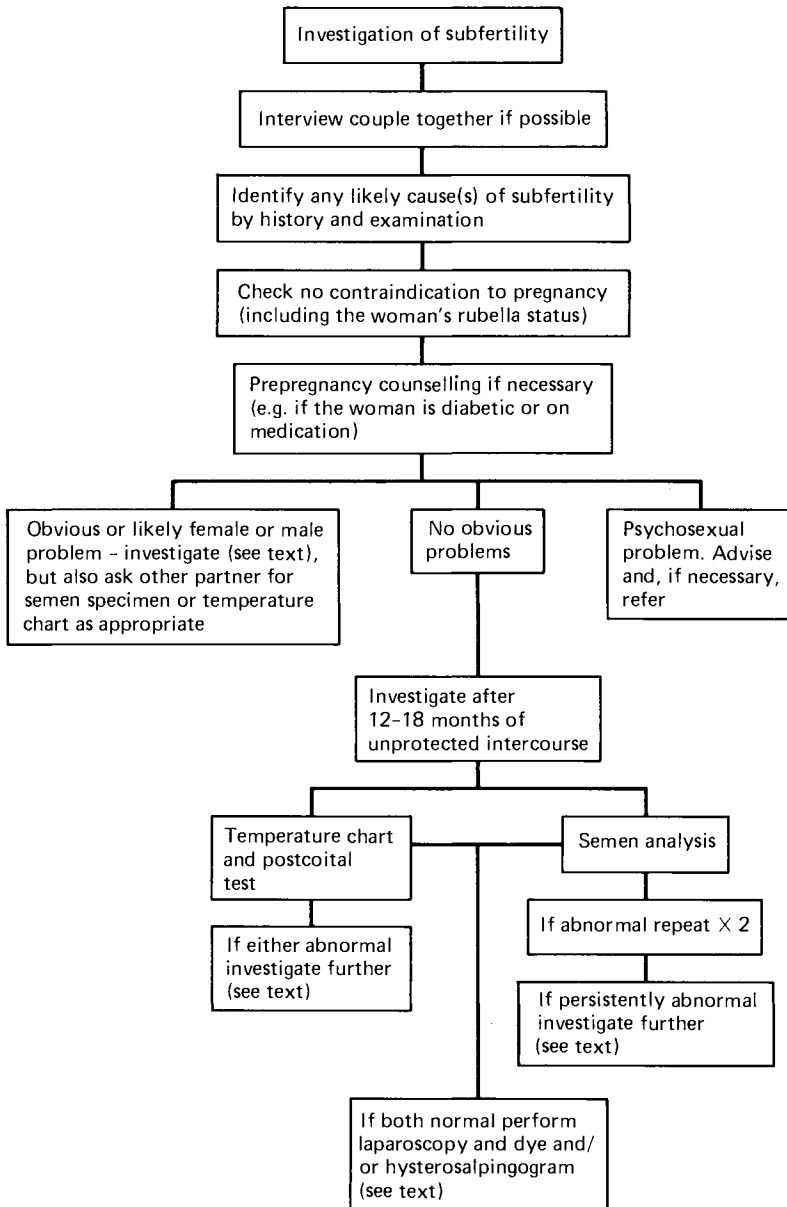 Investigation of subfertility
Interview couple together if possible
Identify any likely cause(s) of subfertility
by history and examination
Check no contraindication to pregnancy
(including the woman's rubella status)
Prepregnancy counselling if necessary
(e.g. if the woman is diabetic or on
medication)
Obvious or likely female or male
problem – investigate (see text),
but also ask other partner for
semen specimen or temperature
chart as appropriate
No obvious
problems
Psychosexual
problem. Advise
and, if necessary,
refer
Investigate after
12–18 months of
unprotected intercourse
Temperature chart
and postcoital
test
Semen analysis
If either abnormal
investigate further
(see text)
If abnormal repeat × 2
If persistently abnormal
investigate further
(see text)
If both normal perform
laparoscopy and dye and/
or hysterosalpingogram
(see text)